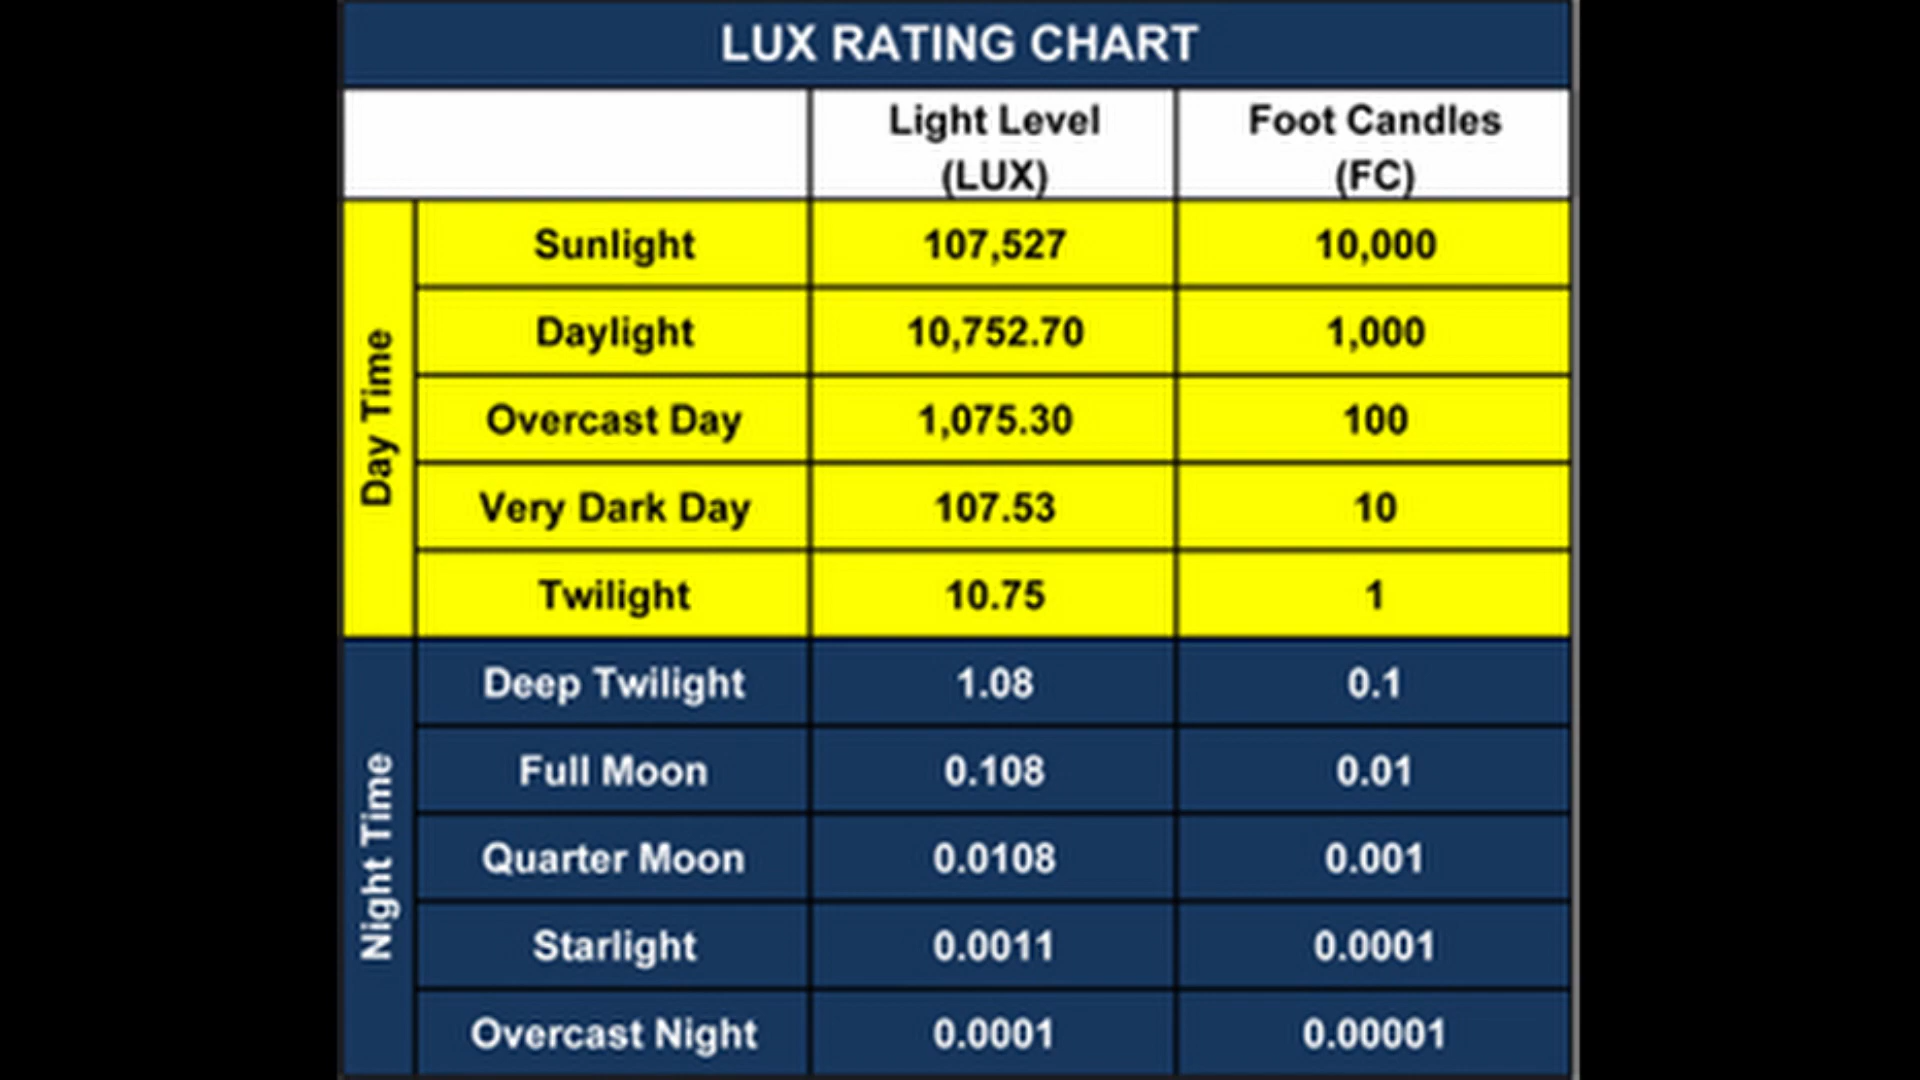 LUX RATING CHART
Light Level (LUX) Foot Candles (FC)
Day Time
Sunlight 107,527 10,000
Daylight 10,752.70 1,000
Overcast Day 1,075.30 100
Very Dark Day 107.53 10
Twilight 10.75 1
Night Time
Deep Twilight 1.08 0.1
Full Moon 0.108 0.01
Quarter Moon 0.0108 0.001
Starlight 0.0011 0.0001
Overcast Night 0.0001 0.00001